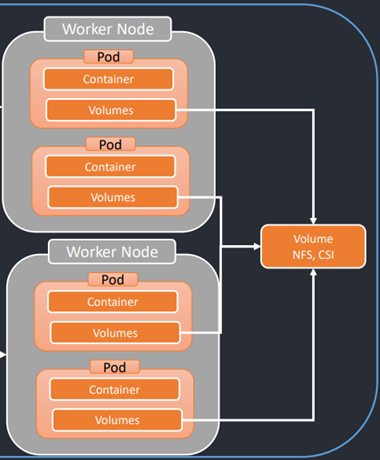 Worker Node
Pod
Container
Volumes
Pod
Container
Volumes
Volume
NFS, CSI
Worker Node
Pod
Container
Volumes
Pod
Container
Volumes